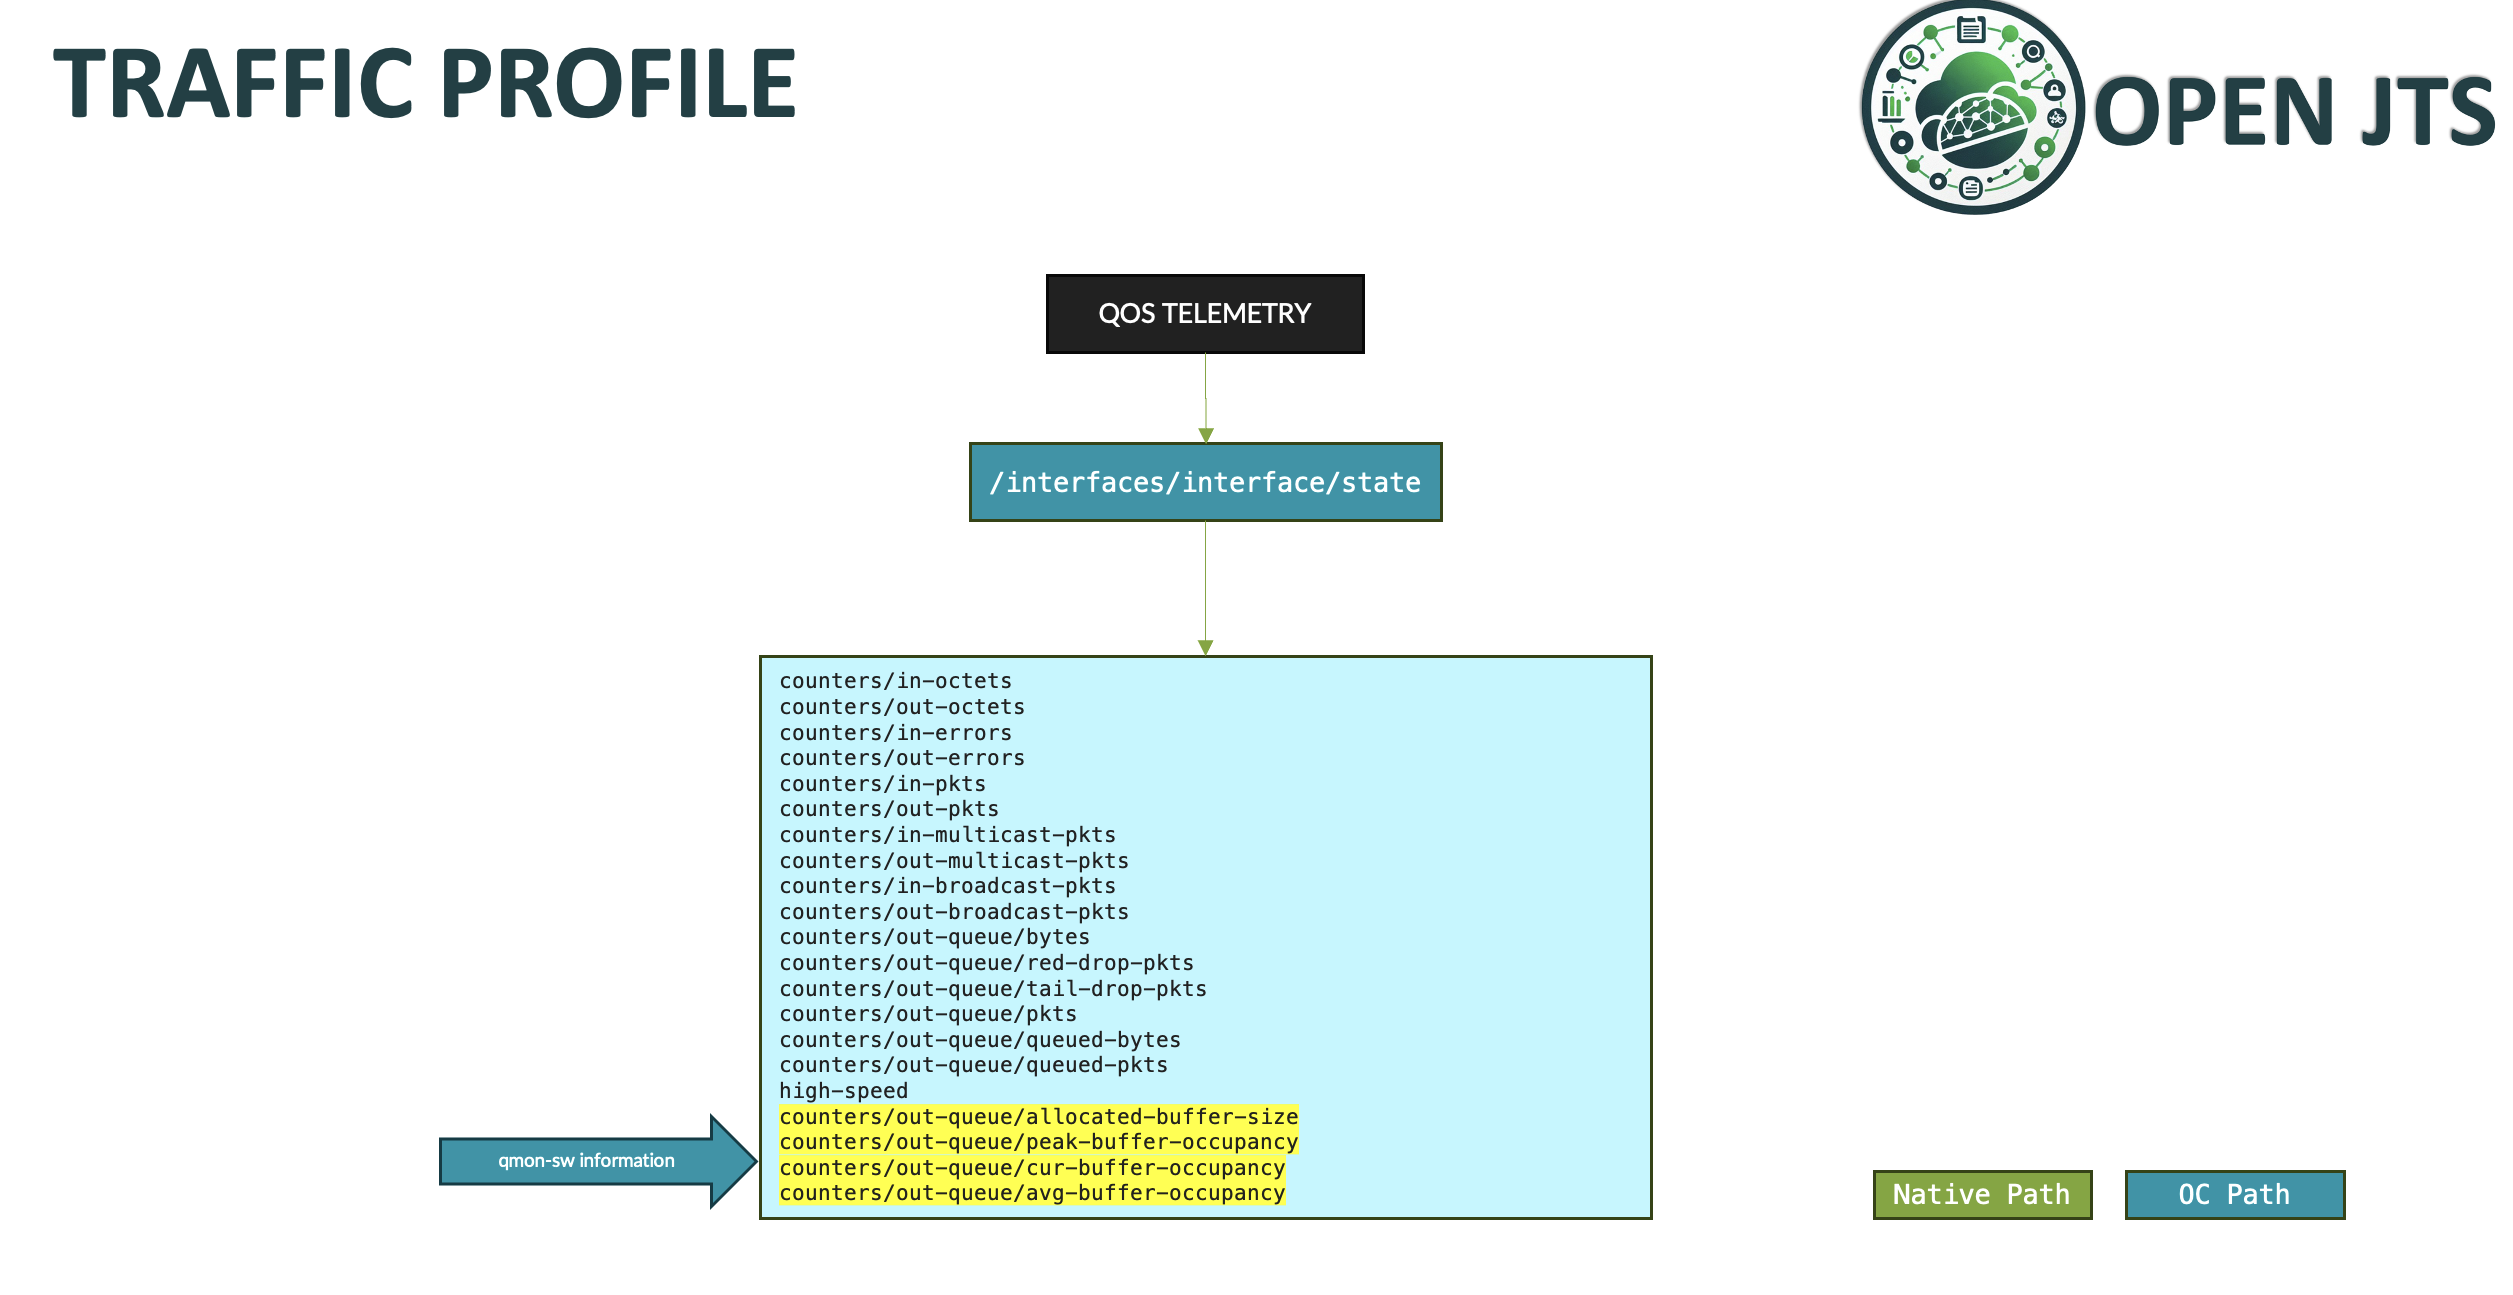 TRAFFIC PROFILE
OPEN JTS
QOS TELEMETRY
/interfaces/interface/state
counters/in-octets
counters/out-octets
counters/in-errors
counters/out-errors
counters/in-pkts
counters/out-pkts
counters/in-multicast-pkts
counters/out-multicast-pkts
counters/in-broadcast-pkts
counters/out-broadcast-pkts
counters/out-queue/bytes
counters/out-queue/red-drop-pkts
counters/out-queue/tail-drop-pkts
counters/out-queue/pkts
counters/out-queue/queued-bytes
counters/out-queue/queued-pkts
high-speed
counters/out-queue/allocated-buffer-size
counters/out-queue/peak-buffer-occupancy
counters/out-queue/cur-buffer-occupancy
counters/out-queue/avg-buffer-occupancy
qmon-sw information
Native Path
OC Path